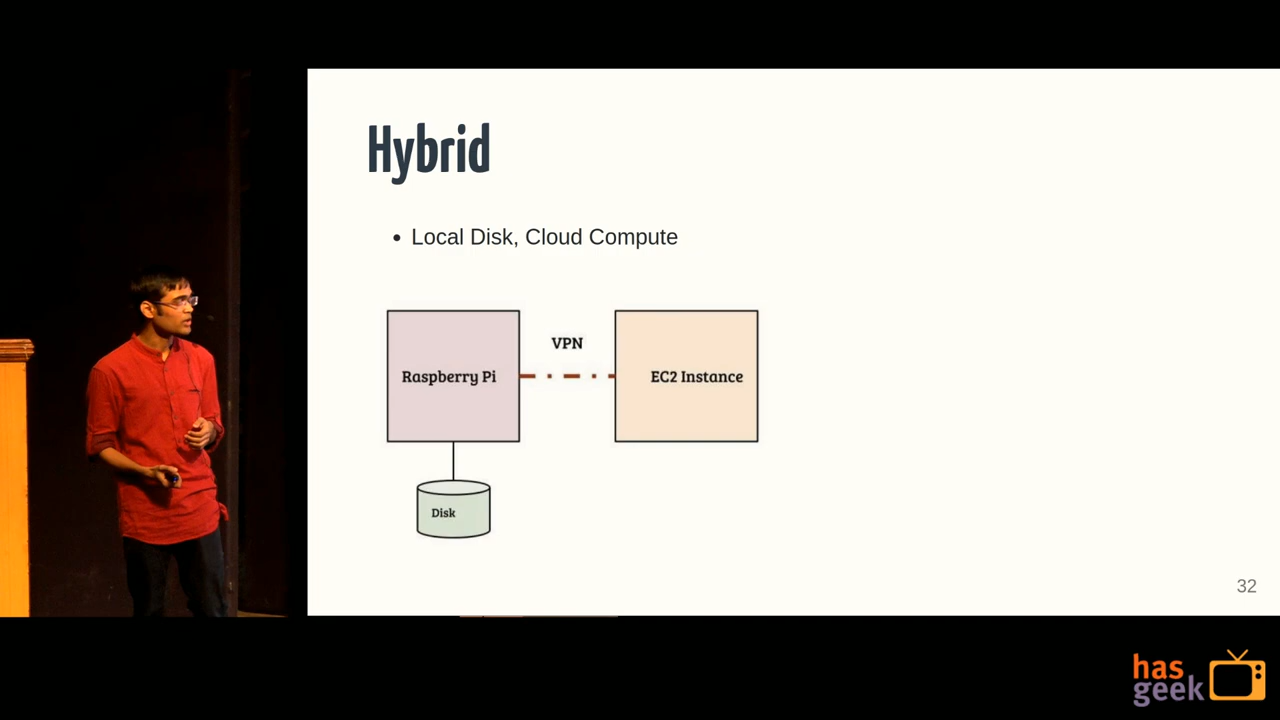 Hybrid
• Local Disk, Cloud Compute
VPN
Raspberry Pi
EC2 Instance
Disk
32
has
geek